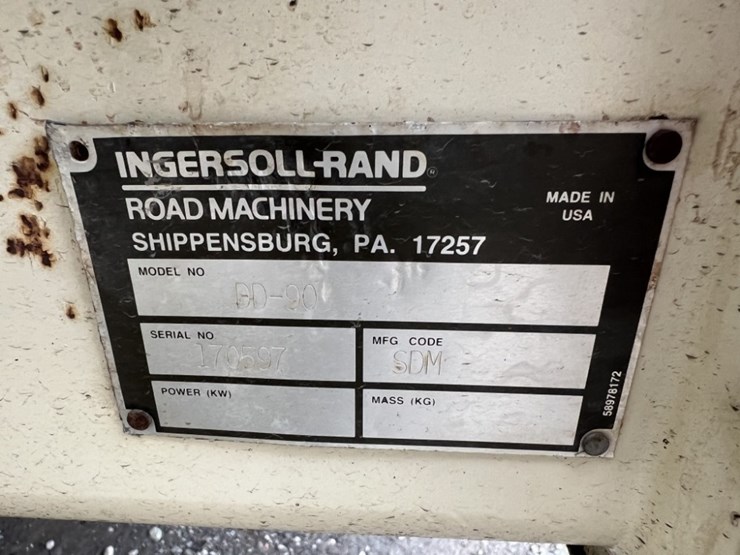 INGERSOLL-RAND
ROAD MACHINERY
MADE IN
USA
SHIPPENSBURG, PA. 17257
MODEL NO
DD-90
SERIAL NO
170597
MFG CODE
SDM
POWER (KW)
MASS (KG)
58978172